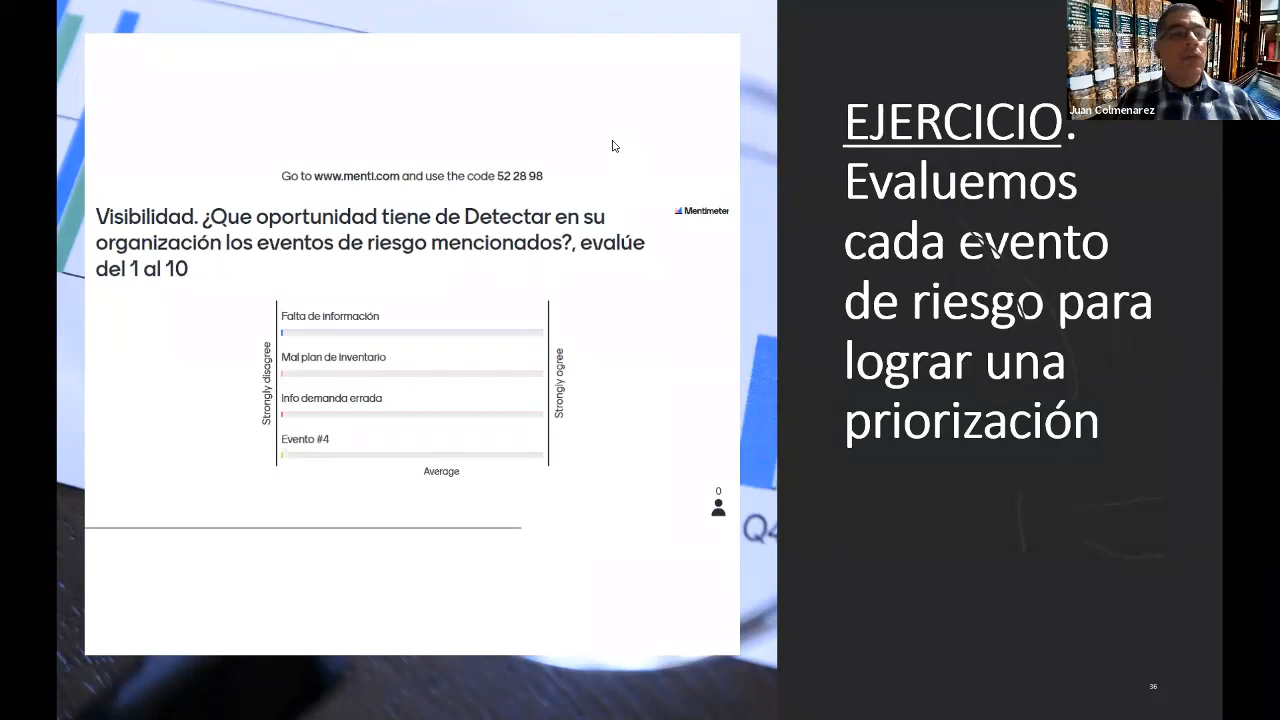 Go to www.menti.com and use the code 52 28 98
Mentimeter
Visibilidad. ¿Que oportunidad tiene de Detectar en su
organización los eventos de riesgo mencionados?, evalúe
del 1 al 10
Strongly disagree
Falta de información
Mal plan de inventario
Info demanda errada
Evento #4
Strongly agree
Average
0
Q4
EJERCICIO.
Evaluemos
cada evento
de riesgo para
lograr una
priorización
Juan Colmenarez
36